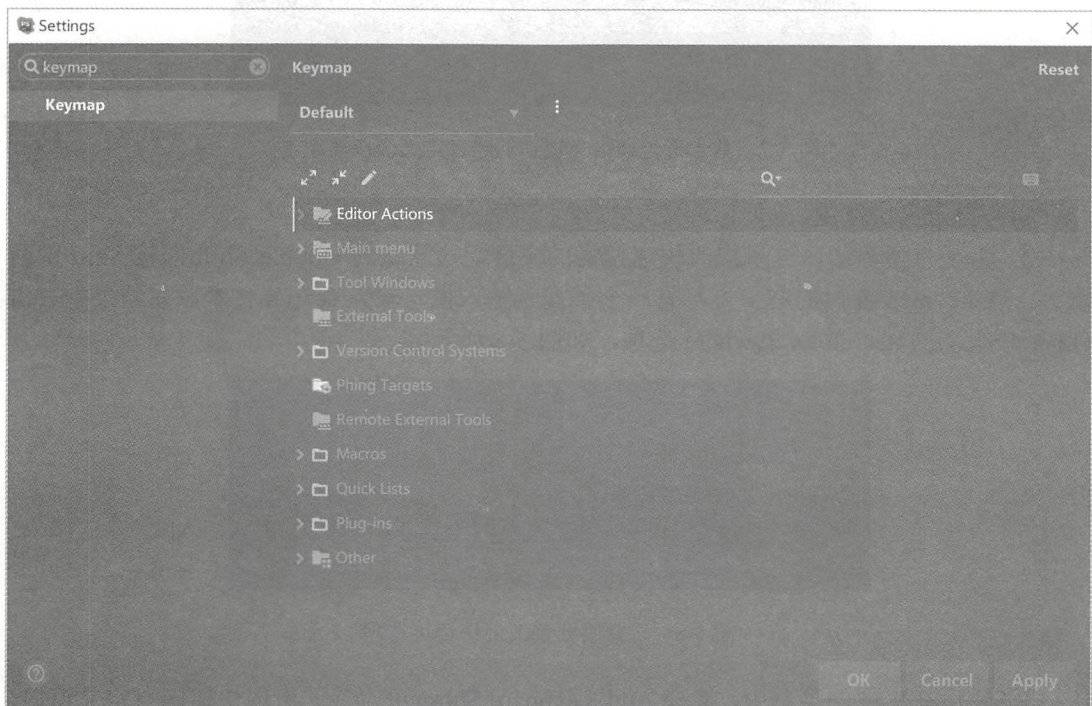 Settings
keymap
Keymap
Reset
Keymap
Default
Editor Actions
Main menu
Tool Windows
External Tools
Version Control Systems
Phing Targets
Remote External Tools
Macros
Quick Lists
Plug-ins
Other
OK Cancel Apply